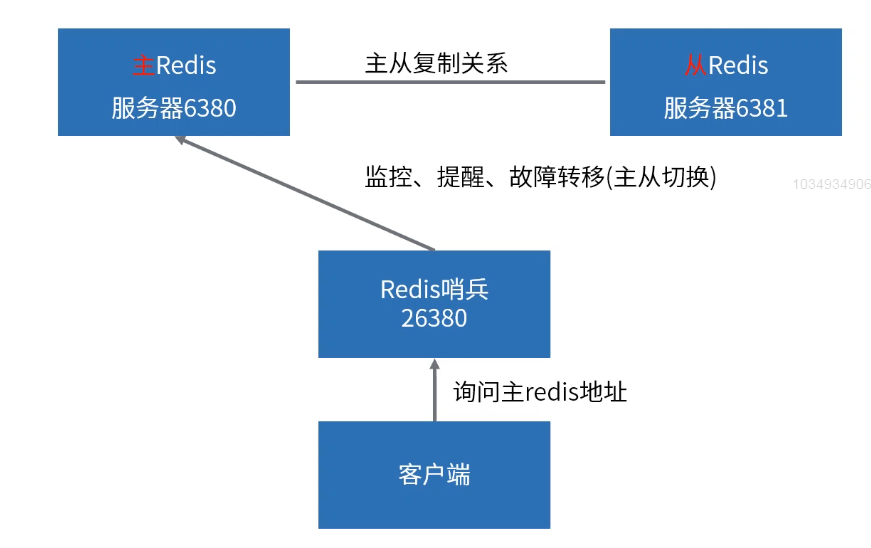 主Redis
服务器6380
主从复制关系
从Redis
服务器6381
监控、提醒、故障转移(主从切换)
1034934906
Redis哨兵
26380
询问主redis地址
客户端